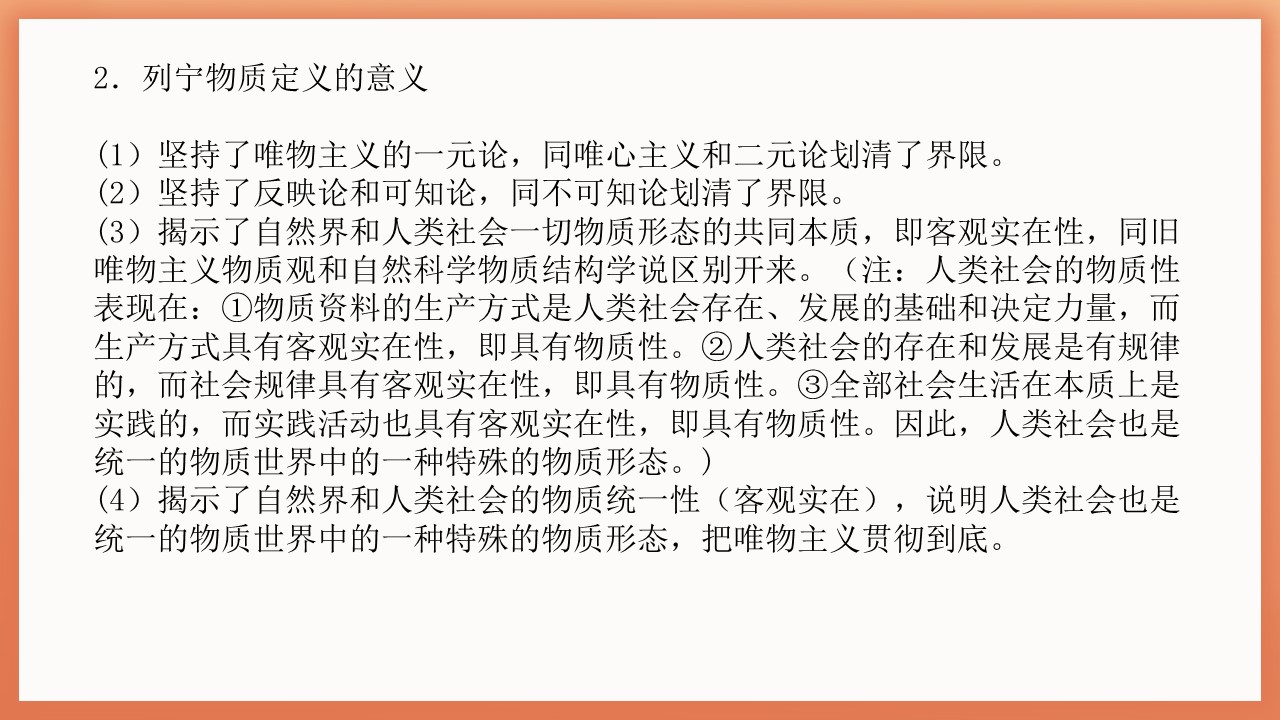 2．列宁物质定义的意义
(1）坚持了唯物主义的一元论，同唯心主义和二元论划清了界限。
(2）坚持了反映论和可知论，同不可知论划清了界限。
(3）揭示了自然界和人类社会一切物质形态的共同本质，即客观实在性，同旧
唯物主义物质观和自然科学物质结构学说区别开来。（注：人类社会的物质性
表现在：①物质资料的生产方式是人类社会存在、发展的基础和决定力量，而
生产方式具有客观实在性，即具有物质性。②人类社会的存在和发展是有规律
的，而社会规律具有客观实在性，即具有物质性。③全部社会生活在本质上是
实践的，而实践活动也具有客观实在性，即具有物质性。因此，人类社会也是
统一的物质世界中的一种特殊的物质形态。)
(4）揭示了自然界和人类社会的物质统一性（客观实在），说明人类社会也是
统一的物质世界中的一种特殊的物质形态，把唯物主义贯彻到底。